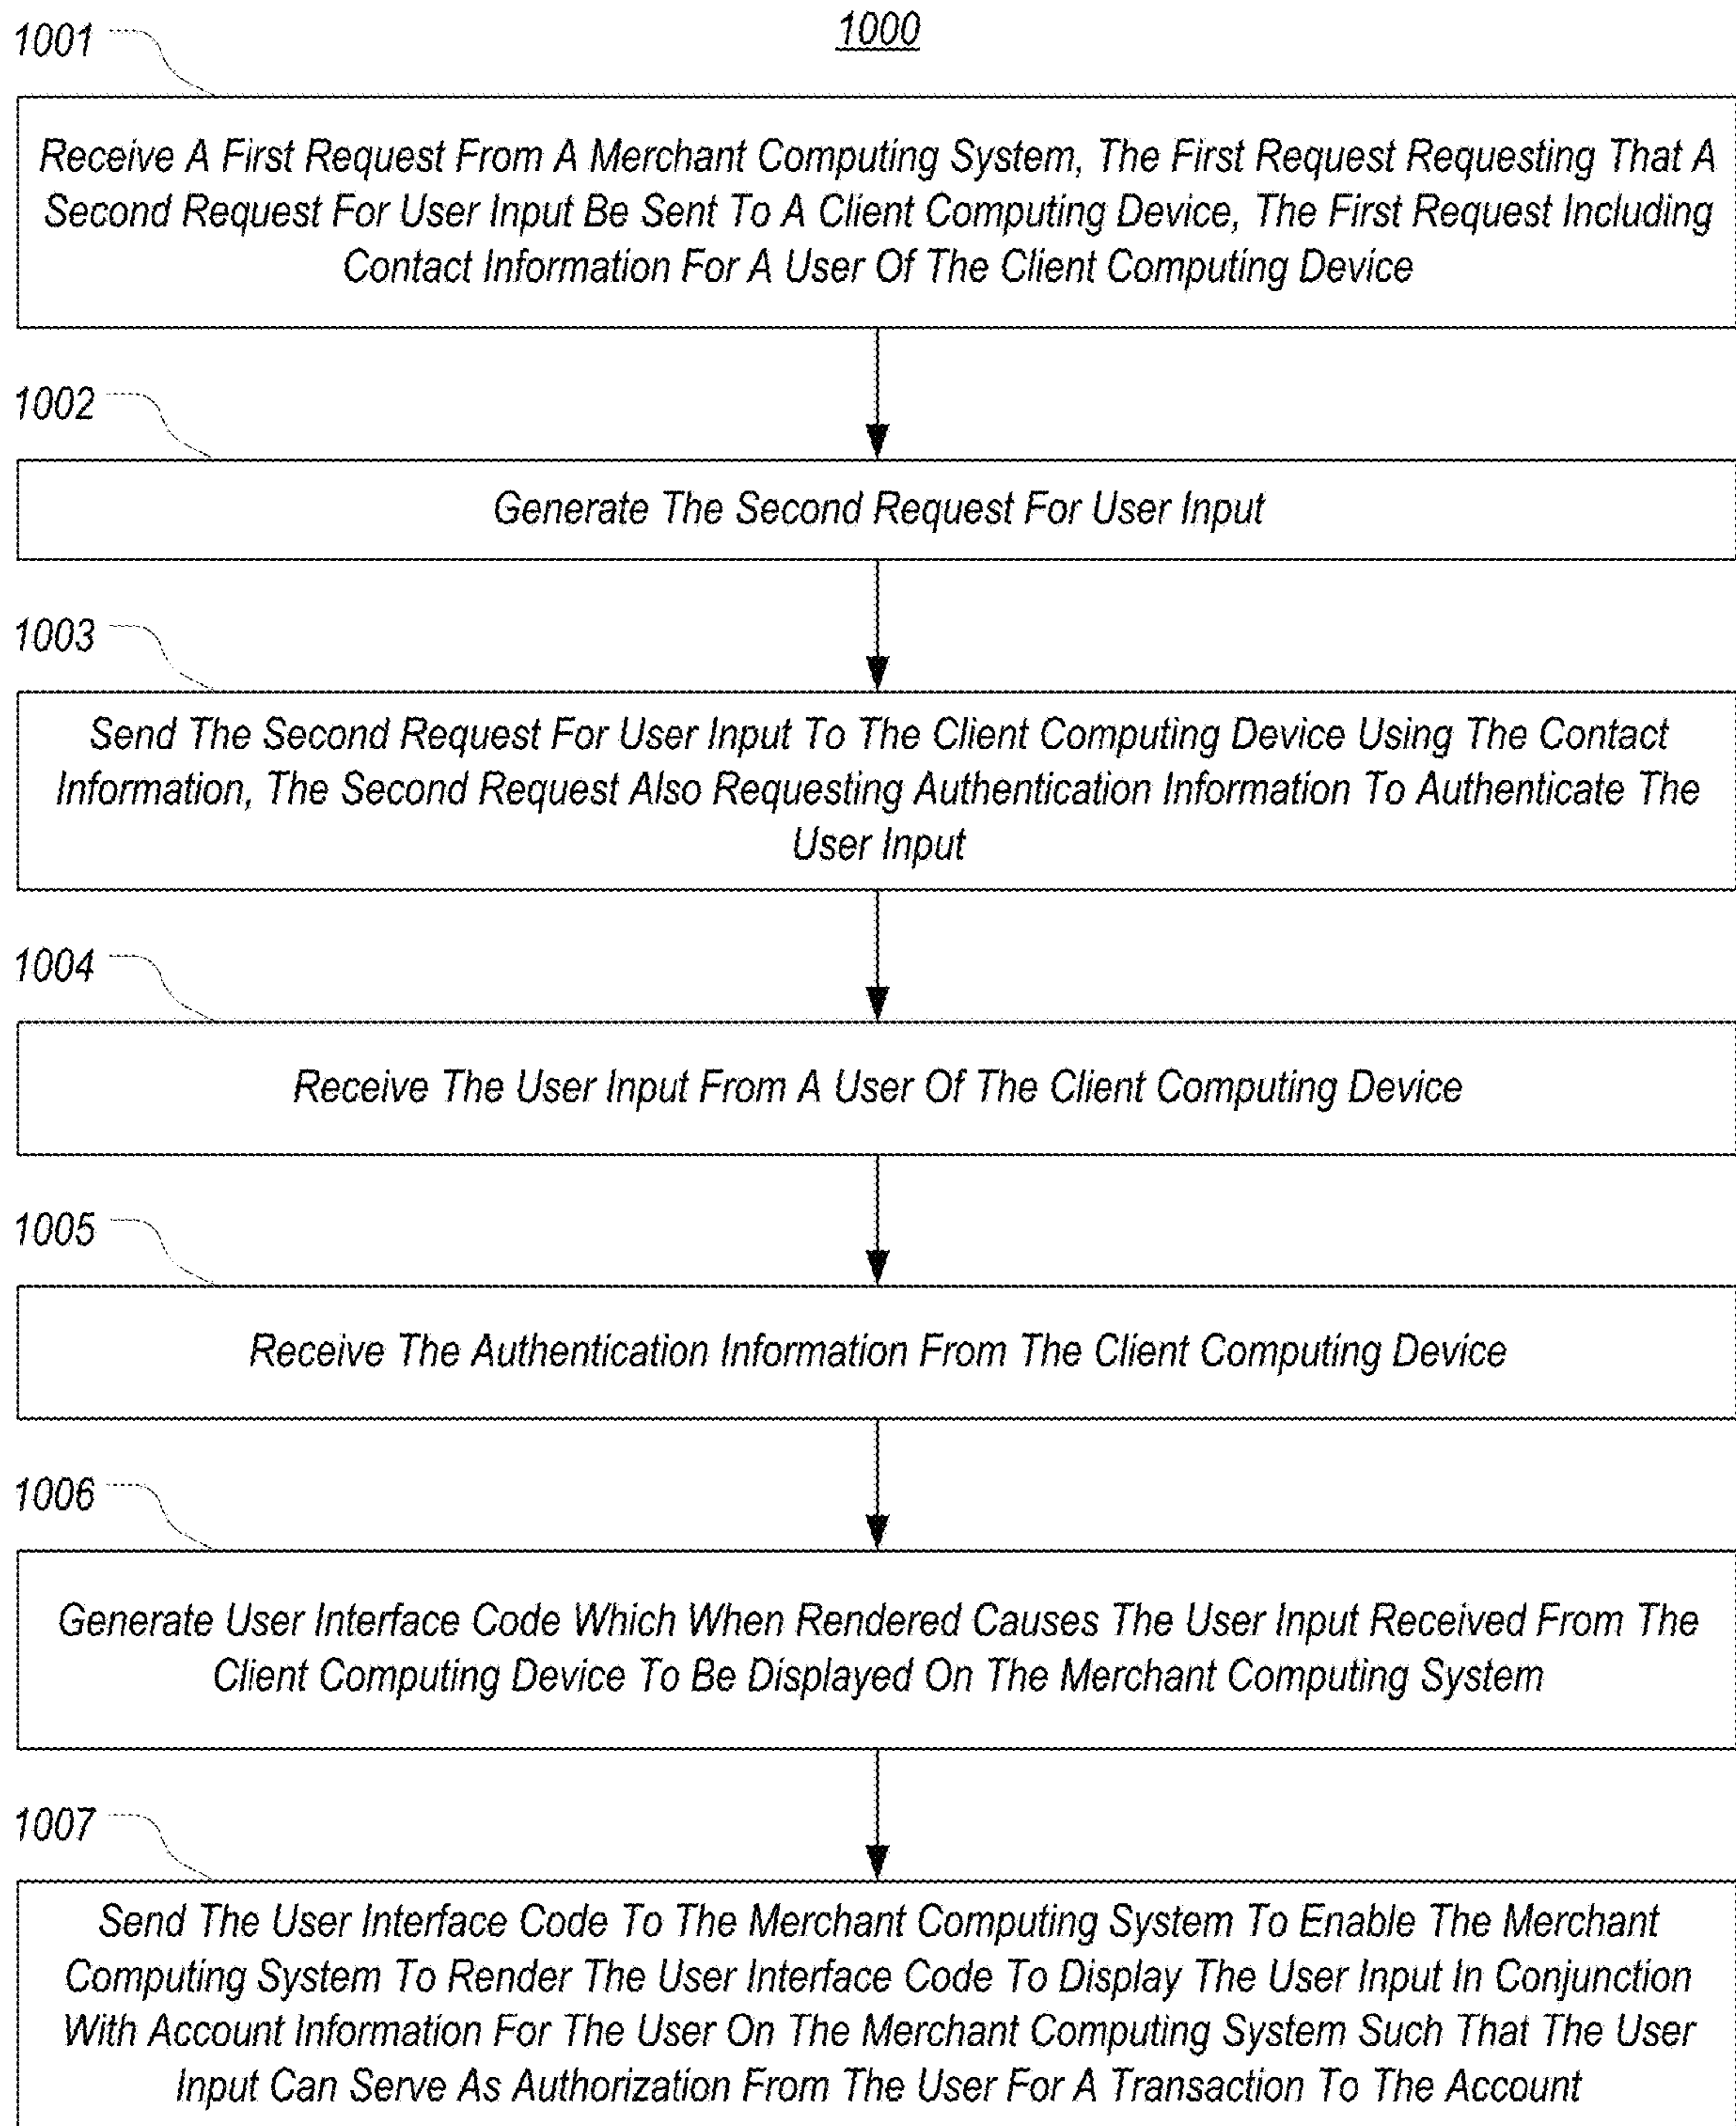 1000
1001
Receive A First Request From A Merchant Computing System, The First Request Requesting That A
Second Request For User Input Be Sent To A Client Computing Device, The First Request Including
Contact Information For A User Of The Client Computing Device
1002
Generate The Second Request For User Input
1003
Send The Second Request For User Input To The Client Computing Device Using The Contact
Information, The Second Request Also Requesting Authentication Information To Authenticate The
User Input
1004
Receive The User Input From A User Of The Client Computing Device
1005
Receive The Authentication Information From The Client Computing Device
1006
Generate User Interface Code Which When Rendered Causes The User Input Received From The
Client Computing Device To Be Displayed On The Merchant Computing System
1007
Send The User Interface Code To The Merchant Computing System To Enable The Merchant
Computing System To Render The User Interface Code To Display The User Input In Conjunction
With Account Information For The User On The Merchant Computing System Such That The User
Input Can Serve As Authorization From The User For A Transaction To The Account